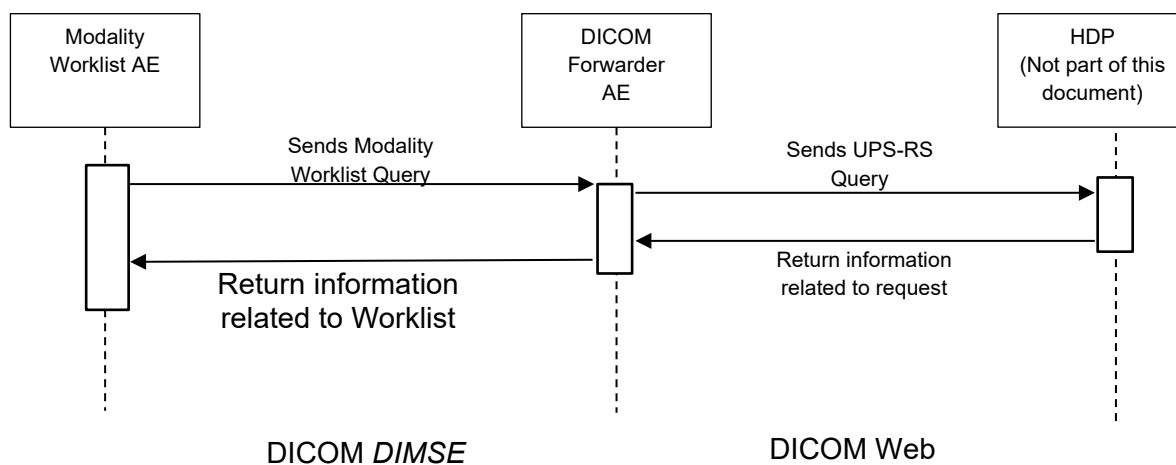 Modality
Worklist AE
DICOM
Forwarder
AE
HDP
(Not part of this
document)
Sends Modality
Worklist Query
Sends UPS-RS
Query
Return information
related to Worklist
Return information
related to request
DICOM DIMSE
DICOM Web